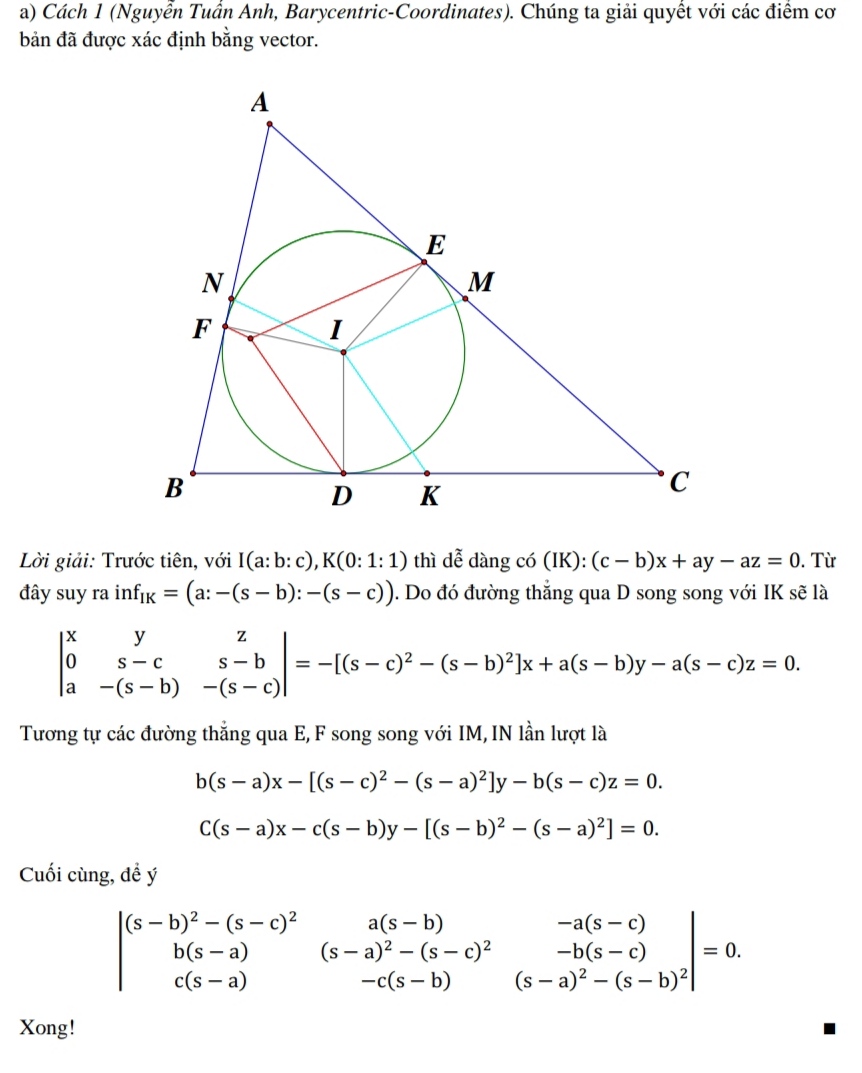 a) Cách 1 (Nguyễn Tuấn Anh, Barycentric-Coordinates). Chúng ta giải quyết với các điểm cơ
bản đã được xác định bằng vector.
A
E
N
M
F
I
B
D
K
C
Lời giải: Trước tiên, với I(a: b: c), K(0: 1: 1) thì dễ dàng có (IK): (c − b)x + ay − az = 0. Từ
đây suy ra inf_IK = (a: −(s − b): −(s − c)). Do đó đường thẳng qua D song song với IK sẽ là
|x y z|
|0 s − c s − b| = −[(s − c)² − (s − b)²]x + a(s − b)y − a(s − c)z = 0.
|a −(s − b) −(s − c)|
Tương tự các đường thẳng qua E, F song song với IM, IN lần lượt là
b(s − a)x − [(s − c)² − (s − a)²]y − b(s − c)z = 0.
C(s − a)x − c(s − b)y − [(s − b)² − (s − a)²] = 0.
Cuối cùng, để ý
|(s − b)² − (s − c)² a(s − b) −a(s − c)|
|b(s − a) (s − a)² − (s − c)² −b(s − c)| = 0.
|c(s − a) −c(s − b) (s − a)² − (s − b)²|
Xong! ■